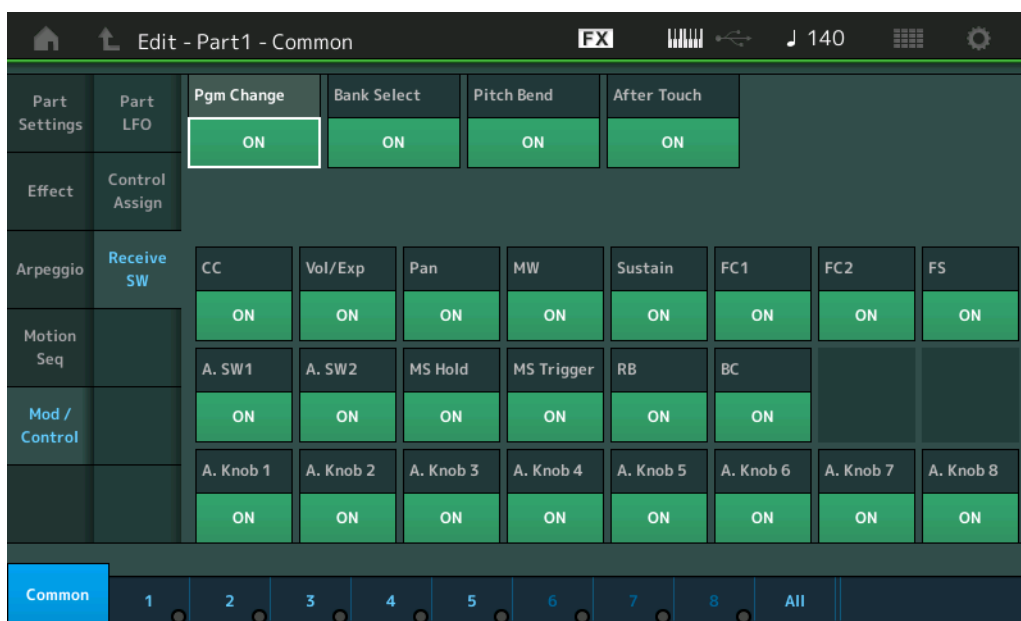 Edit - Part1 - Common FX 140
Part Settings
Part LFO
Pgm Change Bank Select Pitch Bend After Touch
ON ON ON ON
Effect
Control Assign
Arpeggio
Receive SW
CC Vol/Exp Pan MW Sustain FC1 FC2 FS
ON ON ON ON ON ON ON ON
Motion Seq
A. SW1 A. SW2 MS Hold MS Trigger RB BC
ON ON ON ON ON ON
Mod / Control
A. Knob 1 A. Knob 2 A. Knob 3 A. Knob 4 A. Knob 5 A. Knob 6 A. Knob 7 A. Knob 8
ON ON ON ON ON ON ON ON
Common 1 2 3 4 5 6 7 8 All